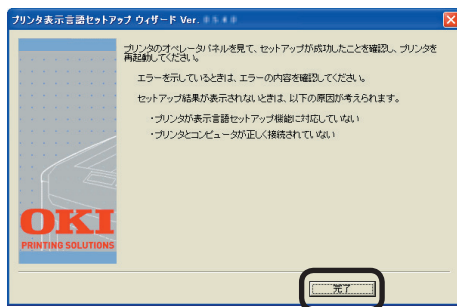 プリンタ表示言語セットアップ ウィザード Ver.
プリンタのオペレータパネルを見て、セットアップが成功したことを確認し、プリンタを
再起動してください。
エラーを示しているときは、エラーの内容を確認してください。
セットアップ結果が表示されないときは、以下の原因が考えられます。
・プリンタが表示言語セットアップ機能に対応していない
・プリンタとコンピュータが正しく接続されていない
OKI
PRINTING SOLUTIONS
完了